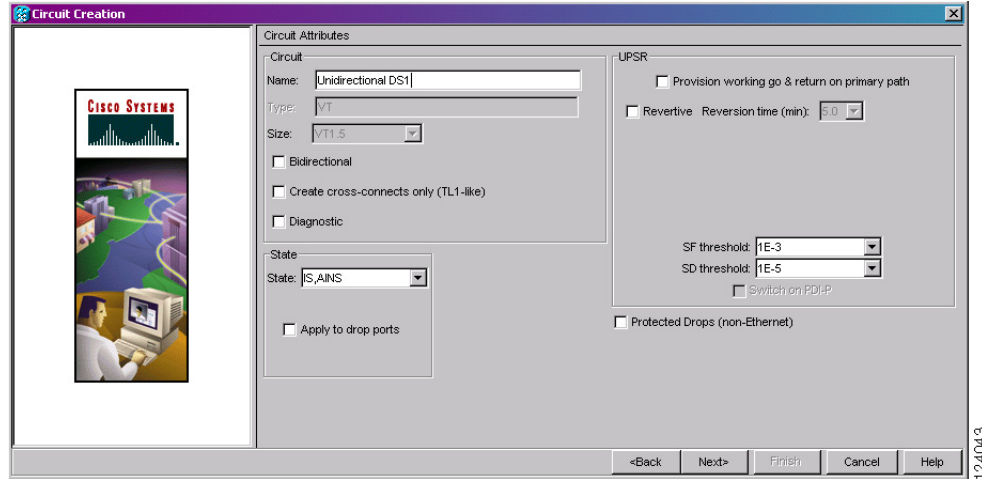 Circuit Creation
Circuit Attributes
CISCO SYSTEMS
Circuit
Name: Unidirectional DS1
Type: VT
Size: VT1.5
Bidirectional
Create cross-connects only (TL1-like)
Diagnostic
State
State: IS,AINS
Apply to drop ports
UPSR
Provision working go & return on primary path
Revertive Reversion time (min): 5.0
SF threshold: 1E-3
SD threshold: 1E-5
Switch on PDI-P
Protected Drops (non-Ethernet)
<Back Next> Finish Cancel Help
124043